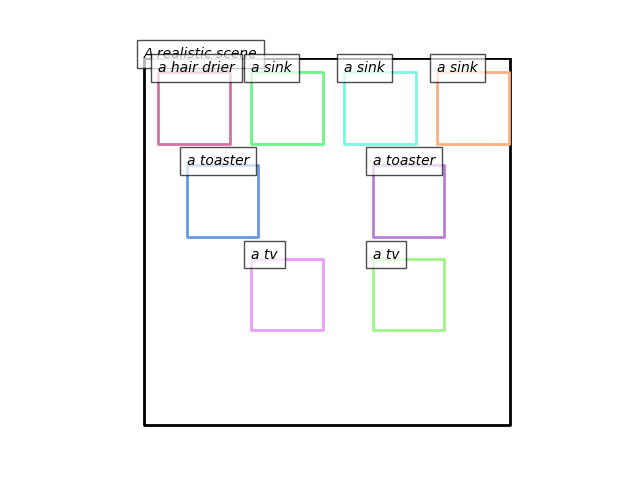 A realistic scene
a hair drier
a sink
a sink
a sink
a toaster
a toaster
a tv
a tv